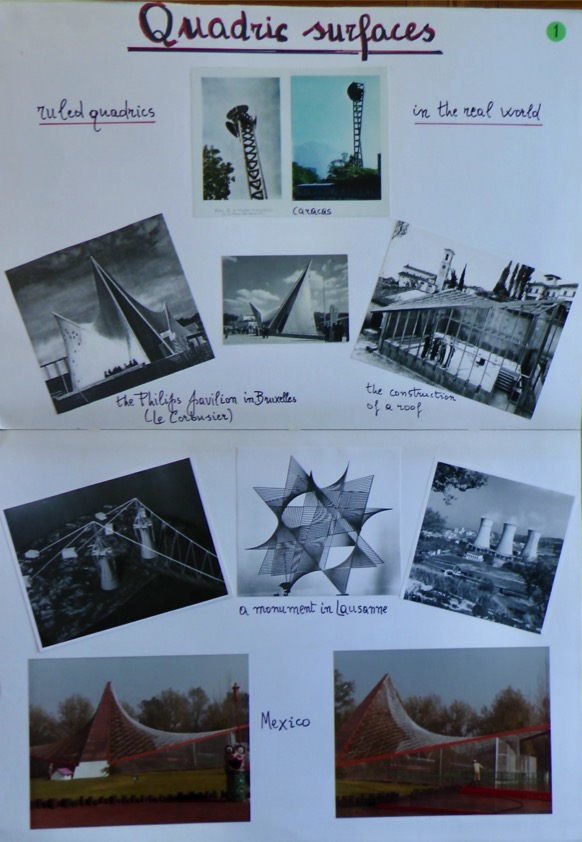 Quadric surfaces
1
ruled quadrics
in the real world
Caracas
the Philips pavilion in Bruxelles
(Le Corbusier)
the construction
of a roof
a monument in Lausanne
Mexico